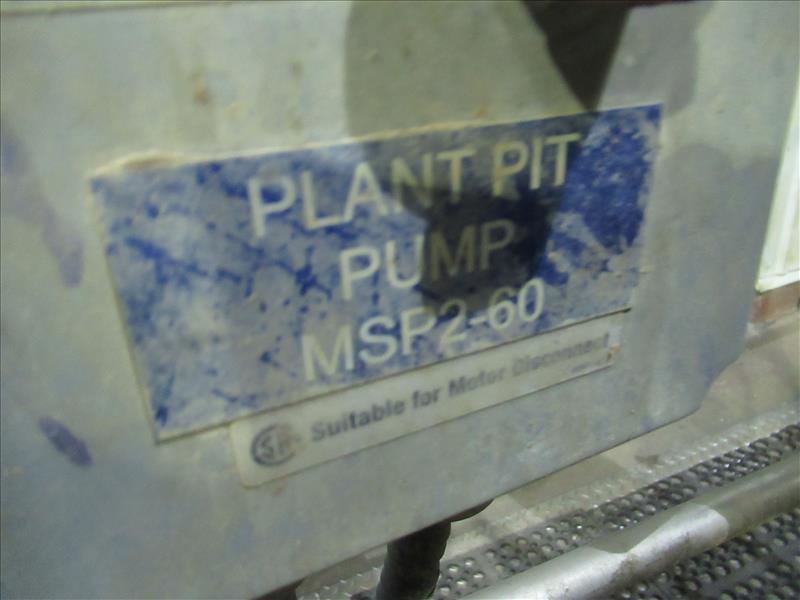 PLANT PIT
PUMP
MSP2-60
Suitable for Motor Disconnect